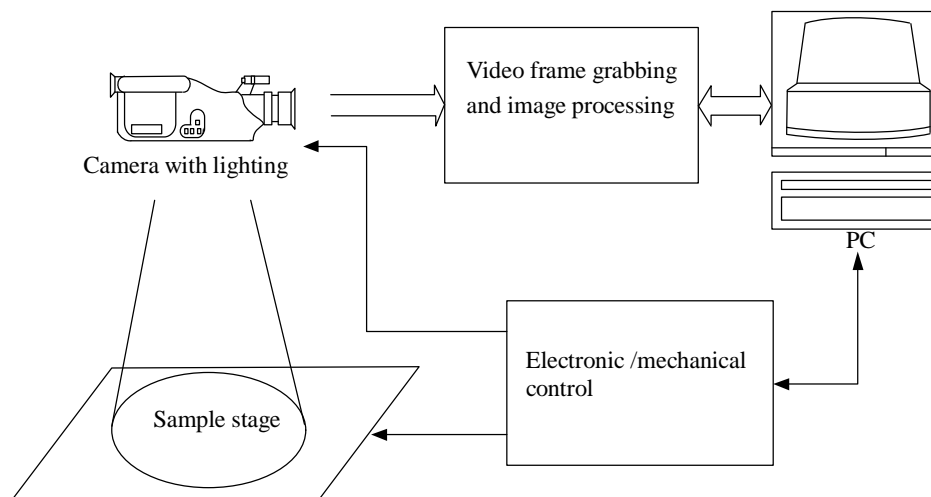 Video frame grabbing
and image processing
Camera with lighting
PC
Electronic /mechanical
control
Sample stage